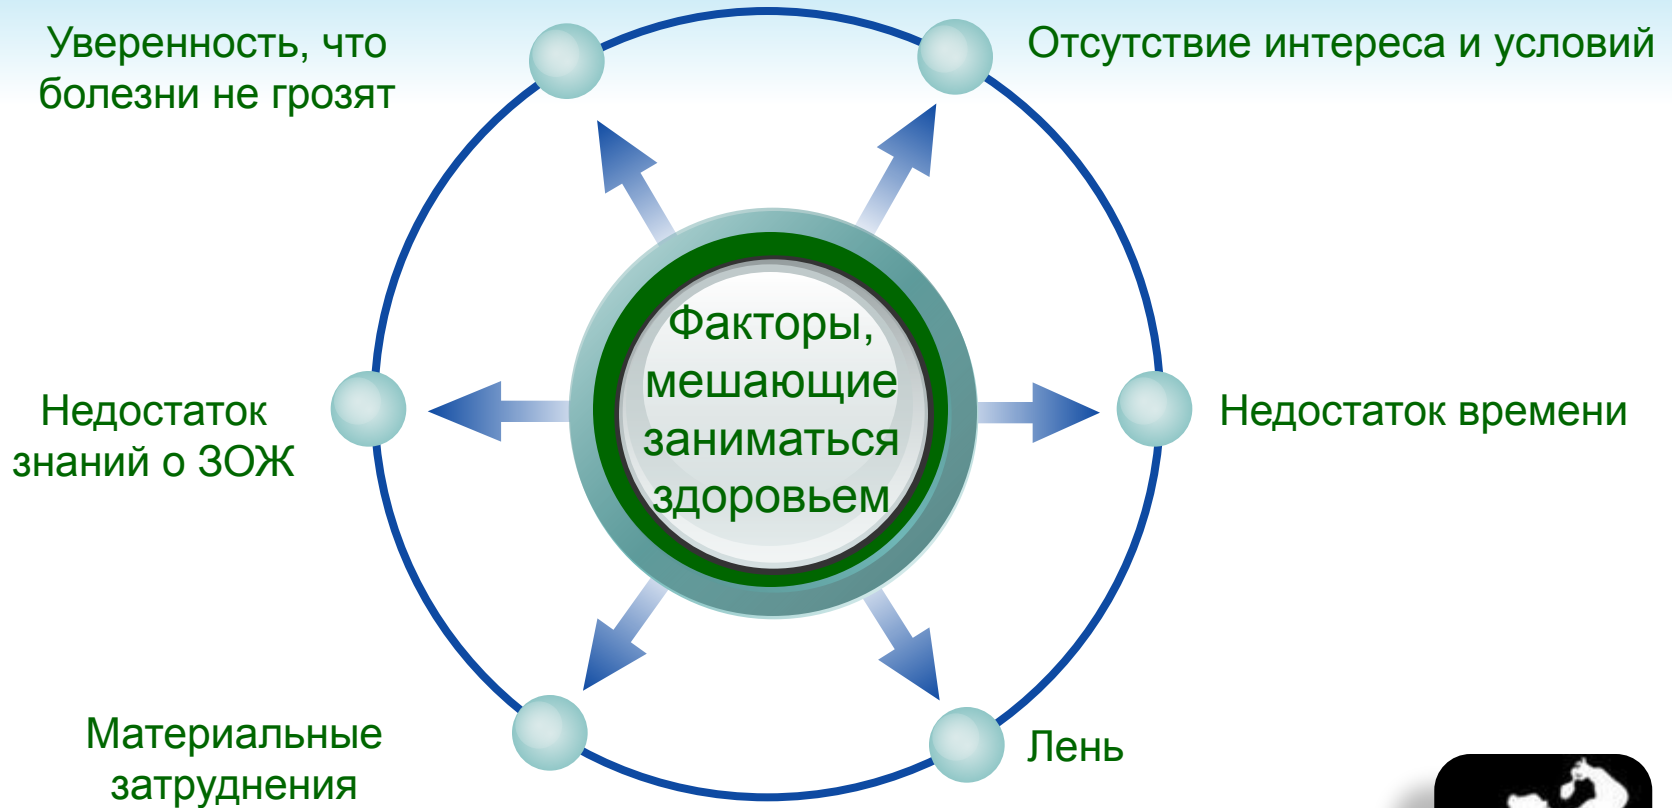 Уверенность, что
болезни не грозят
Отсутствие интереса и условий
Факторы,
мешающие
заниматься
здоровьем
Недостаток
знаний о ЗОЖ
Недостаток времени
Материальные
затруднения
Лень